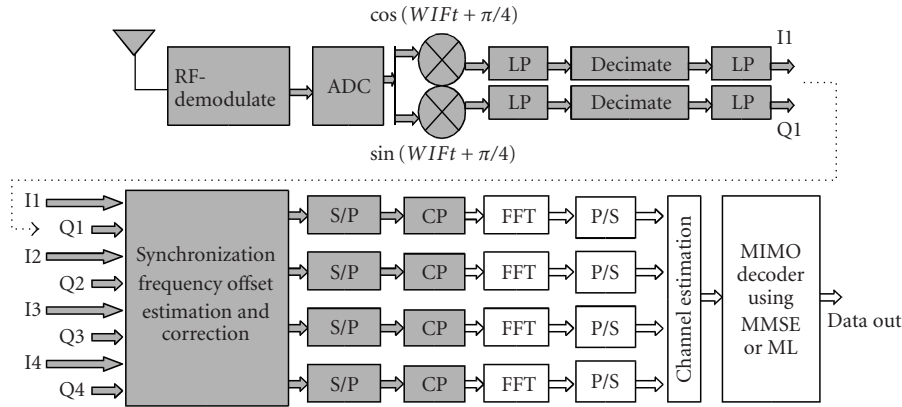 cos (WIFt + π/4)
I1
RF-
demodulate
ADC
LP
Decimate
LP
LP
Decimate
LP
Q1
sin (WIFt + π/4)
I1
Q1
I2
Q2
I3
Q3
I4
Q4
Synchronization
frequency offset
estimation and
correction
S/P
CP
FFT
P/S
S/P
CP
FFT
P/S
S/P
CP
FFT
P/S
S/P
CP
FFT
P/S
Channel estimation
MIMO
decoder
using
MMSE
or ML
Data out